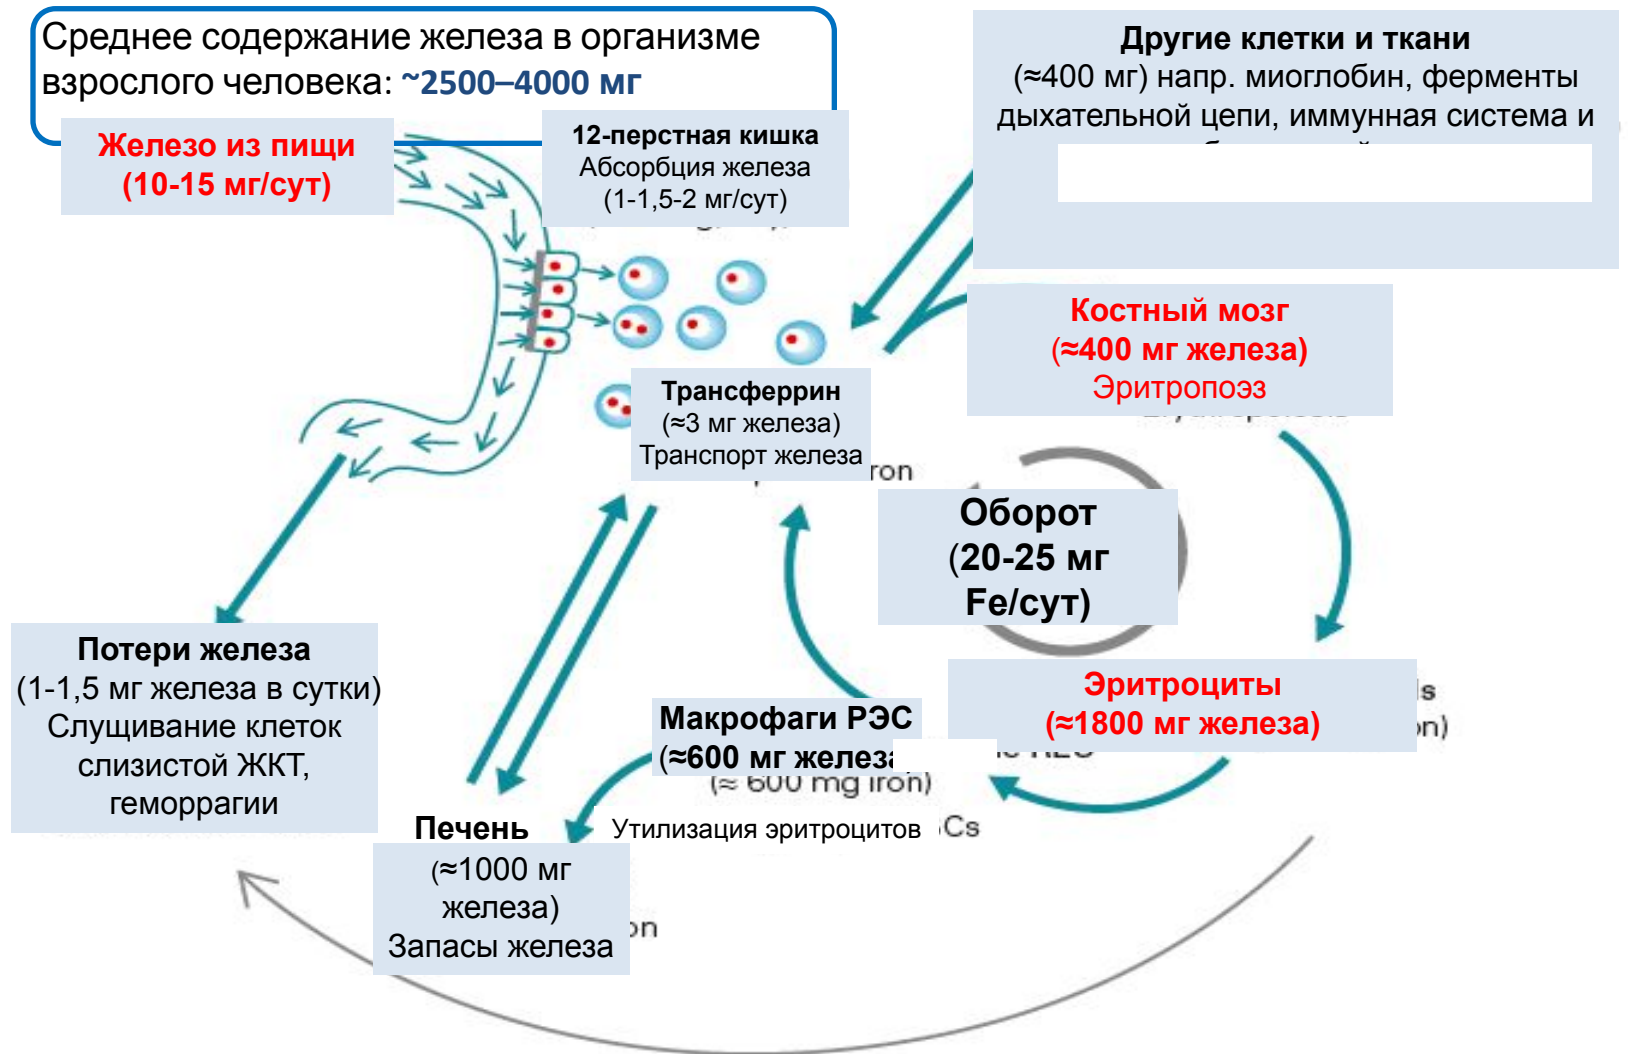 Среднее содержание железа в организме
взрослого человека: ~2500–4000 мг
Железо из пищи
(10-15 мг/сут)
12-перстная кишка
Абсорбция железа
(1-1,5-2 мг/сут)
Другие клетки и ткани
(≈400 мг) напр. миоглобин, ферменты
дыхательной цепи, иммунная система и
Костный мозг
(≈400 мг железа)
Эритропоэз
Трансферрин
(≈3 мг железа)
Транспорт железа
Оборот
(20-25 мг
Fe/сут)
Потери железа
(1-1,5 мг железа в сутки)
Слущивание клеток
слизистой ЖКТ,
геморрагии
Макрофаги РЭС
(≈600 мг железа
(≈ 600 mg iron)
Эритроциты
(≈1800 мг железа)
Печень
(≈1000 мг
железа)
Запасы железа
Утилизация эритроцитов